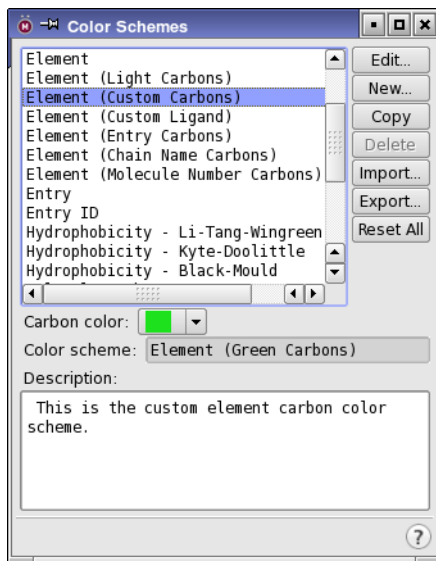 Color Schemes
Element
Element (Light Carbons)
Element (Custom Carbons)
Element (Custom Ligand)
Element (Entry Carbons)
Element (Chain Name Carbons)
Element (Molecule Number Carbons)
Entry
Entry ID
Hydrophobicity - Li-Tang-Wingreen
Hydrophobicity - Kyte-Doolittle
Hydrophobicity - Black-Mould
Edit...
New...
Copy
Delete
Import...
Export...
Reset All
Carbon color:
Color scheme: Element (Green Carbons)
Description:
This is the custom element carbon color
scheme.
?